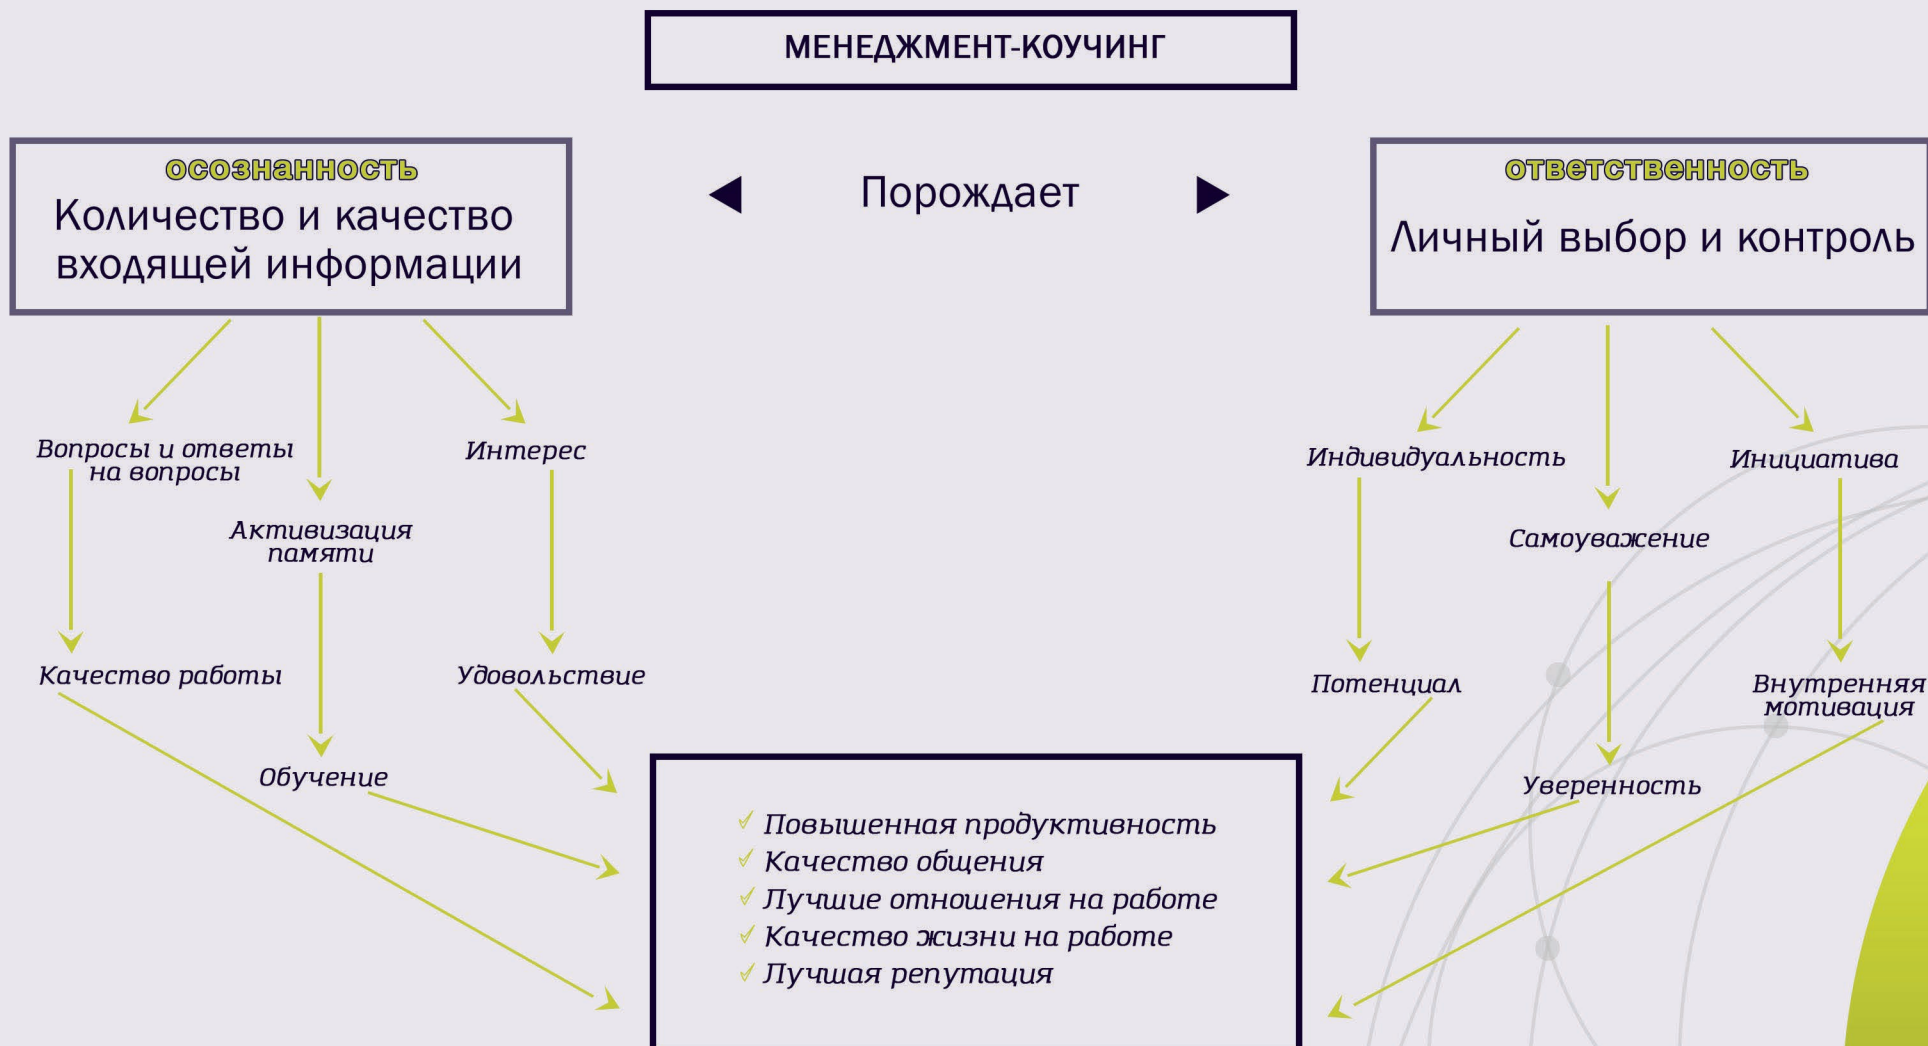 МЕНЕДЖМЕНТ-КОУЧИНГ
осознанность
Количество и качество
входящей информации
Порождает
ответственность
Личный выбор и контроль
Вопросы и ответы
на вопросы
Интерес
Активизация
памяти
Качество работы
Удовольствие
Обучение
Индивидуальность
Инициатива
Самоуважение
Потенциал
Внутренняя
мотивация
Уверенность
Повышенная продуктивность
Качество общения
Лучшие отношения на работе
Качество жизни на работе
Лучшая репутация